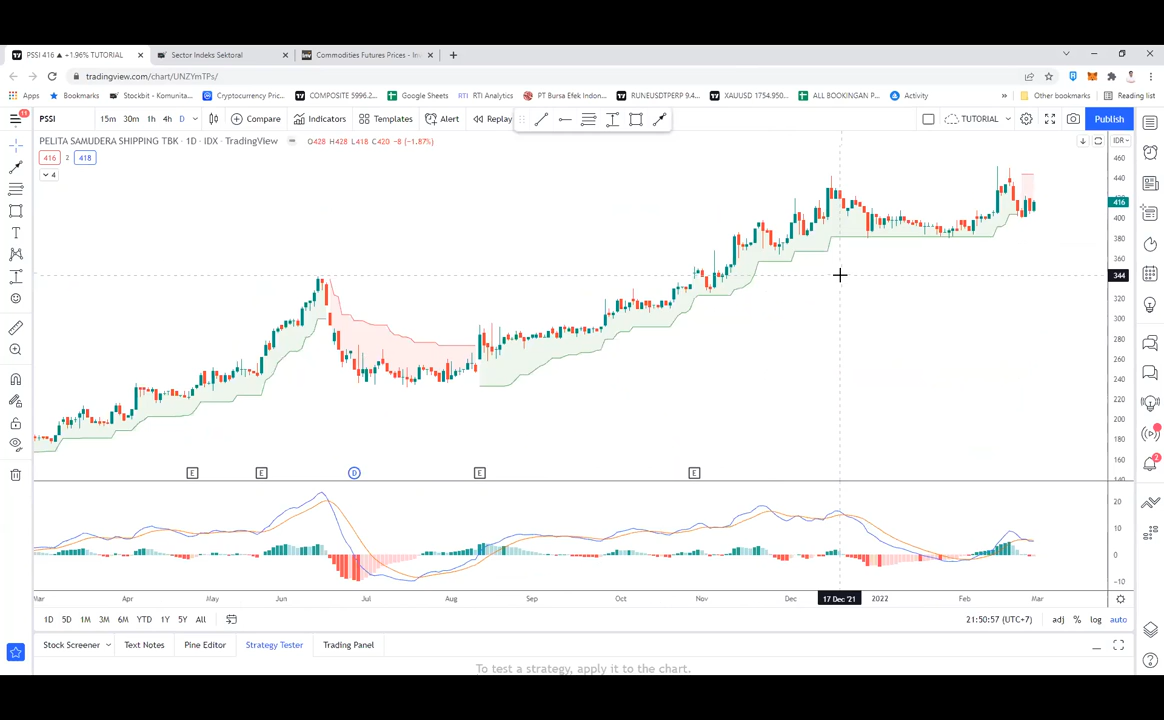 PSSI 416 ▲ +1.96% TUTORIAL
Sector Indeks Sektoral
Commodities Futures Prices - Inv
tradingview.com/chart/UNZYmTPs/
Apps
Bookmarks
Stockbit - Komunita...
Cryptocurrency Pric...
COMPOSITE 5996.2...
Google Sheets
RTI Analytics
PT Bursa Efek Indon...
RUNEUSDTPERP 9.4...
XAUUSD 1754.950...
ALL BOOKINGAN P...
Activity
»
Other bookmarks
Reading list
11
PSSI
15m 30m 1h 4h D
Compare
Indicators
Templates
Alert
Replay
TUTORIAL
Publish
PELITA SAMUDERA SHIPPING TBK · 1D · IDX · TradingView
O428 H428 L418 C420 -8 (-1.87%)
IDR
416 2 418
4
460
440
416
400
380
360
344
320
300
280
260
240
220
200
180
160
140
E
E
D
E
E
20
10
0
-10
Mar
Apr
May
Jun
Jul
Aug
Sep
Oct
Nov
Dec
17 Dec '21
2022
Feb
Mar
1D 5D 1M 3M 6M YTD 1Y 5Y All
21:50:57 (UTC+7)
adj
%
log
auto
Stock Screener
Text Notes
Pine Editor
Strategy Tester
Trading Panel
To test a strategy, apply it to the chart.
2